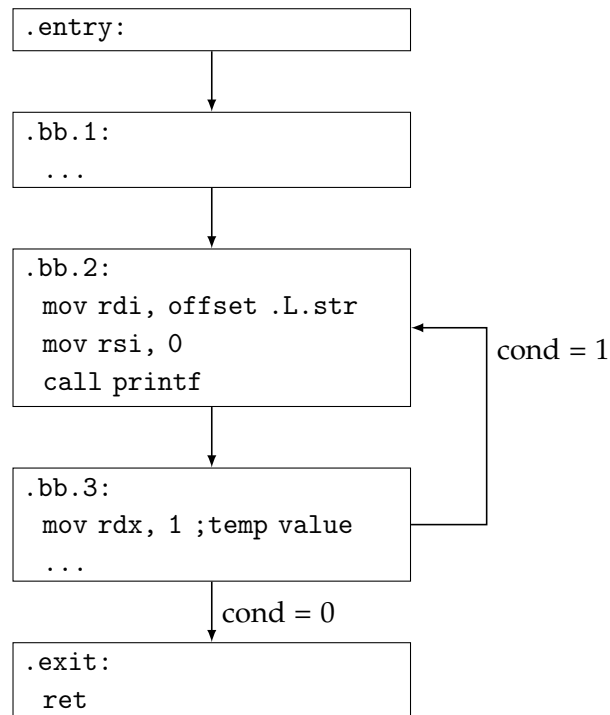 .entry:
.bb.1:
...
.bb.2:
mov rdi, offset .L.str
mov rsi, 0
call printf
cond = 1
.bb.3:
mov rdx, 1 ;temp value
...
cond = 0
.exit:
ret